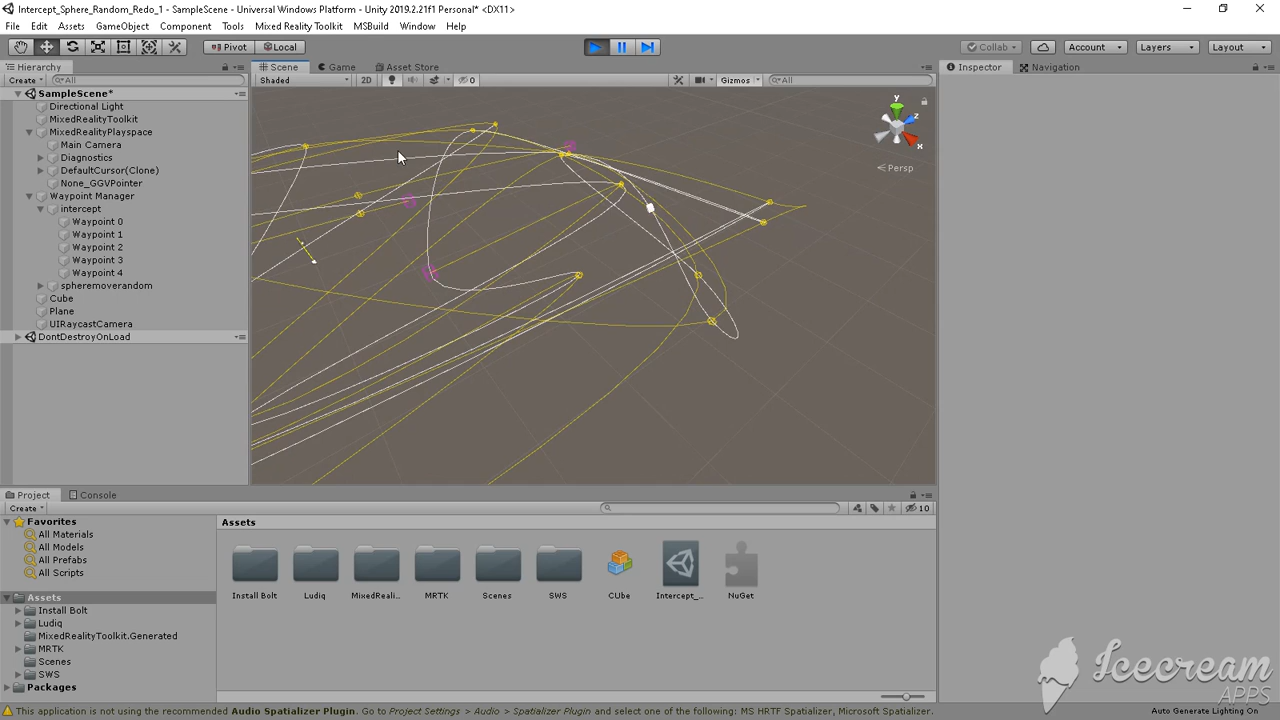 Intercept_Sphere_Random_Redo_1 - SampleScene - Universal Windows Platform - Unity 2019.2.21f1 Personal* <DX11>
File Edit Assets GameObject Component Tools Mixed Reality Toolkit MSBuild Window Help
Pivot Local Collab Account Layers Layout
Hierarchy Scene Game Asset Store Inspector Navigation
Create All Shaded 2D 0 Gizmos All
SampleScene*
Directional Light
MixedRealityToolkit
MixedRealityPlayspace
Main Camera
Diagnostics
DefaultCursor(Clone)
None_GGVPointer
Waypoint Manager
intercept
Waypoint 0
Waypoint 1
Waypoint 2
Waypoint 3
Waypoint 4
spheremoverandom
Cube
Plane
UIRaycastCamera
DontDestroyOnLoad
y
z
x
Persp
Project Console
Create 10
Favorites
All Materials
All Models
All Prefabs
All Scripts
Assets
Install Bolt
Ludiq
MixedRealityToolkit.Generated
MRTK
Scenes
SWS
Packages
Assets
Install Bolt Ludiq MixedReali... MRTK Scenes SWS CUbe Intercept_... NuGet
Icecream
APPS
This application is not using the recommended Audio Spatializer Plugin. Go to Project Settings > Audio > Spatializer Plugin and select one of the following: MS HRTF Spatializer, Microsoft Spatializer.
Auto Generate Lighting On